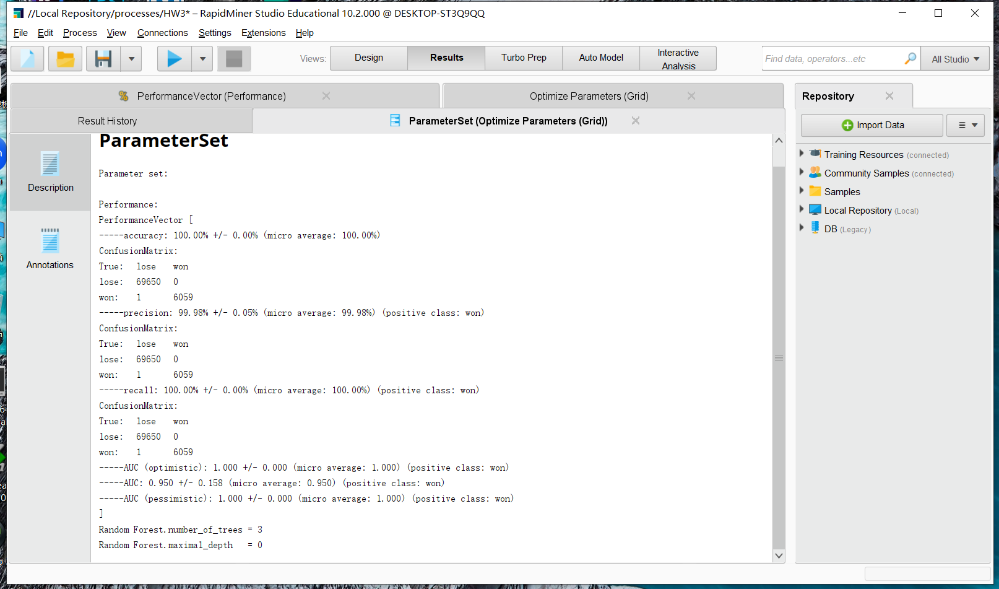 //Local Repository/processes/HW3* – RapidMiner Studio Educational 10.2.000 @ DESKTOP-ST3Q9QQ
File Edit Process View Connections Settings Extensions Help
Views: Design Results Turbo Prep Auto Model Interactive Analysis
Find data, operators...etc
All Studio
PerformanceVector (Performance)
Optimize Parameters (Grid)
Result History
ParameterSet (Optimize Parameters (Grid))
Description
Annotations
ParameterSet
Parameter set:
Performance:
PerformanceVector [
-----accuracy: 100.00% +/- 0.00% (micro average: 100.00%)
ConfusionMatrix:
True: lose won
lose: 69650 0
won: 1 6059
-----precision: 99.98% +/- 0.05% (micro average: 99.98%) (positive class: won)
ConfusionMatrix:
True: lose won
lose: 69650 0
won: 1 6059
-----recall: 100.00% +/- 0.00% (micro average: 100.00%) (positive class: won)
ConfusionMatrix:
True: lose won
lose: 69650 0
won: 1 6059
-----AUC (optimistic): 1.000 +/- 0.000 (micro average: 1.000) (positive class: won)
-----AUC: 0.950 +/- 0.158 (micro average: 0.950) (positive class: won)
-----AUC (pessimistic): 1.000 +/- 0.000 (micro average: 1.000) (positive class: won)
]
Random Forest.number_of_trees = 3
Random Forest.maximal_depth = 0
Repository
Import Data
Training Resources (connected)
Community Samples (connected)
Samples
Local Repository (Local)
DB (Legacy)